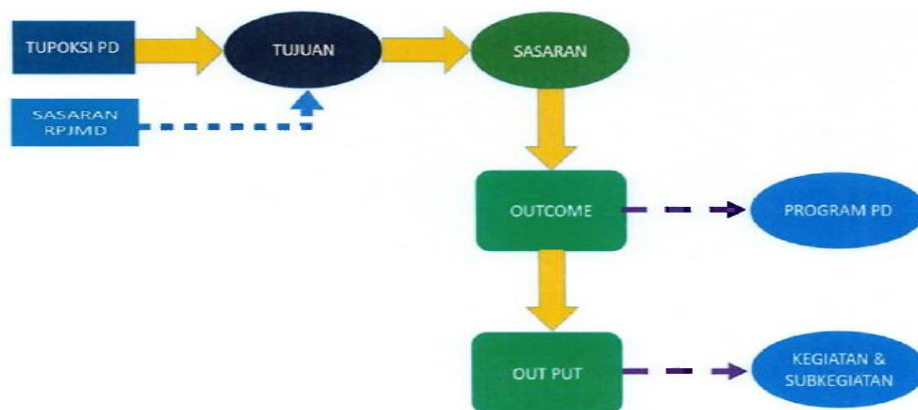 TUPOKSI PD
TUJUAN
SASARAN
SASARAN
RPJMD
OUTCOME
PROGRAM PD
OUT PUT
KEGIATAN &
SUBKEGIATAN